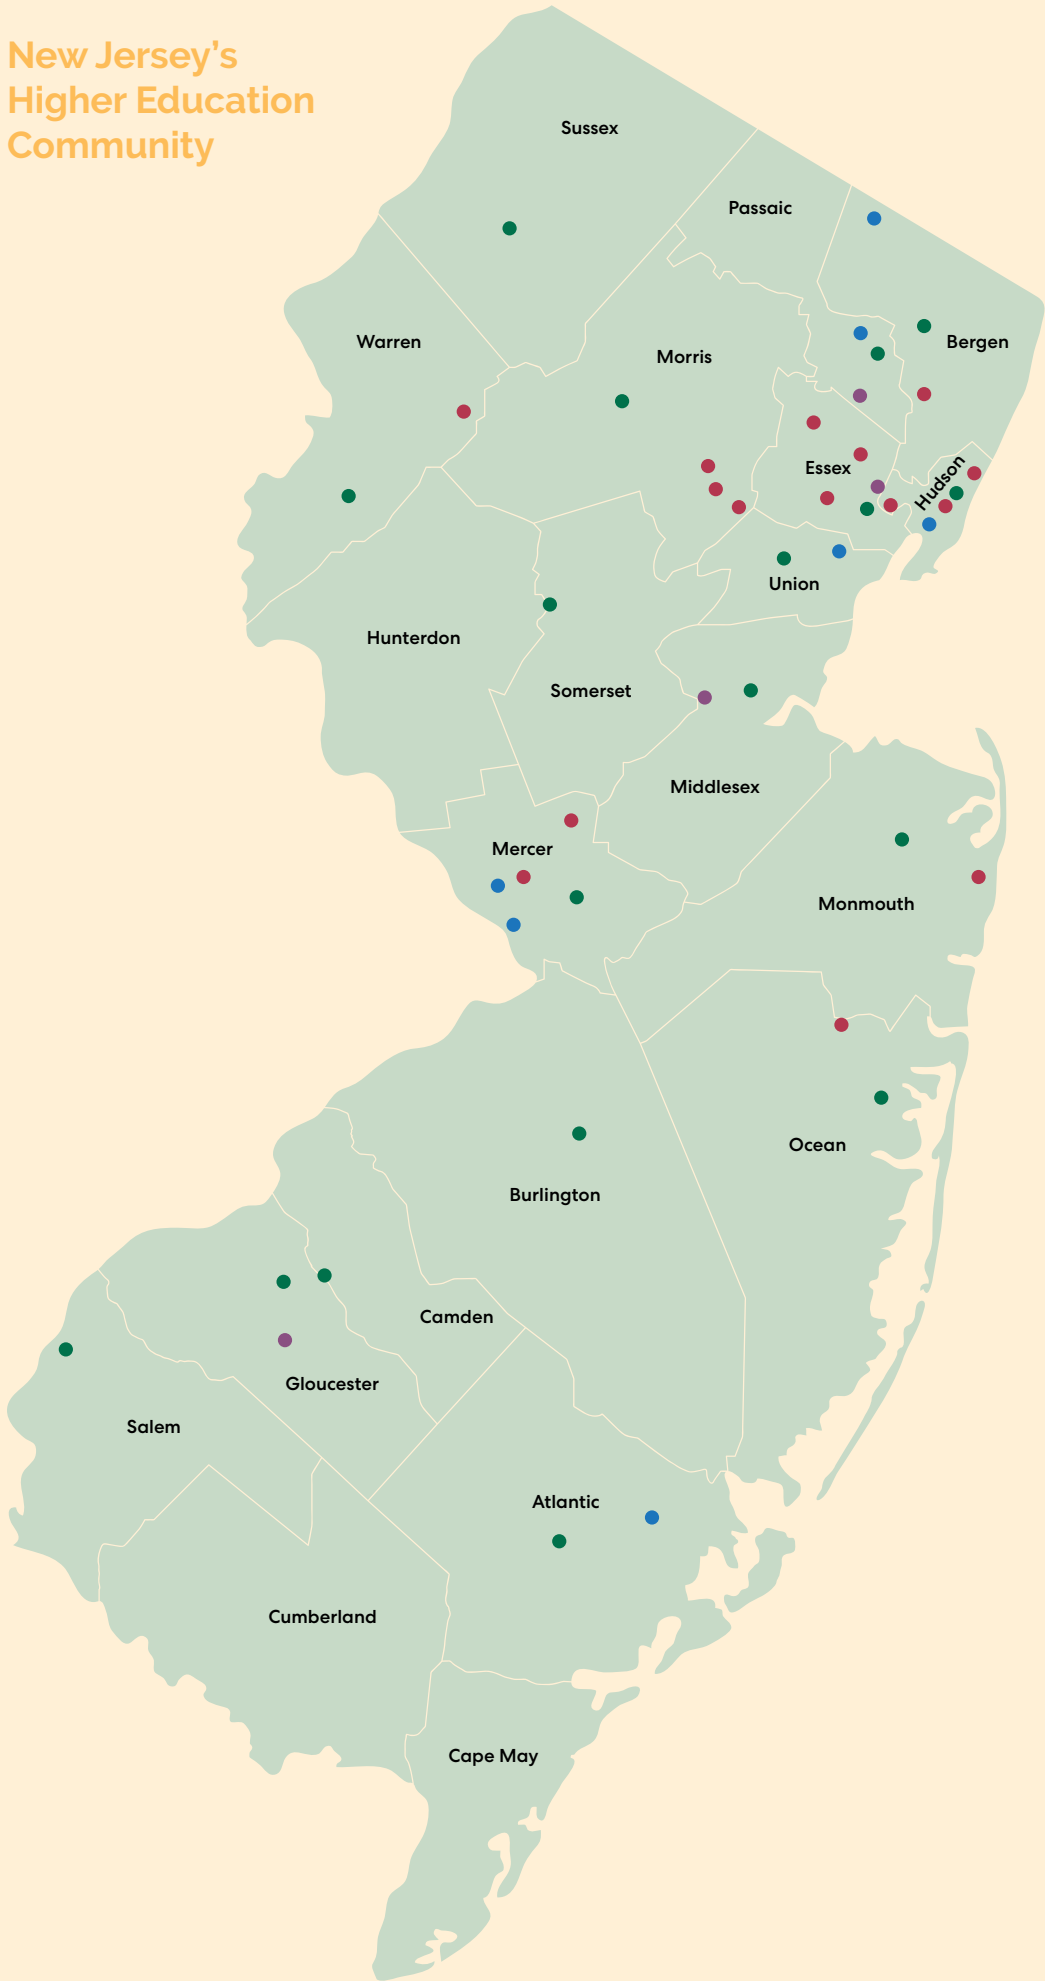 New Jersey’s
Higher Education
Community
Sussex
Passaic
Warren
Morris
Bergen
Essex
Hudson
Union
Hunterdon
Somerset
Middlesex
Mercer
Monmouth
Ocean
Burlington
Camden
Gloucester
Salem
Atlantic
Cumberland
Cape May